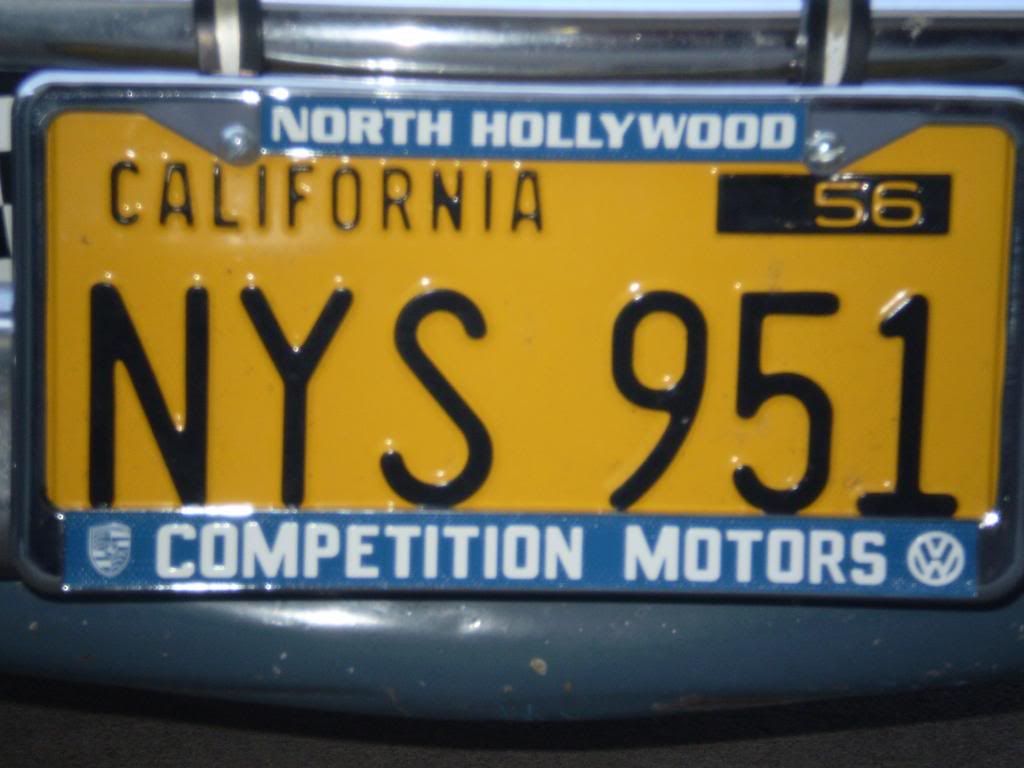 NORTH HOLLYWOOD
CALIFORNIA 56
NYS 951
COMPETITION MOTORS